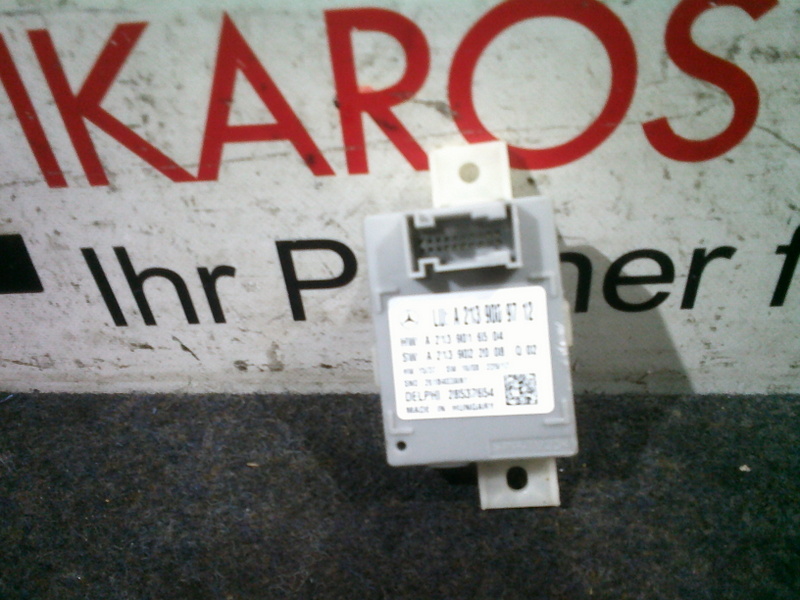 IKAROS
Ihr P ner f
LU: A 213 900 97 12
HW: A 213 901 65 04
SW: A 213 902 20 08
DELPHI 28537654
MADE IN HUNGARY